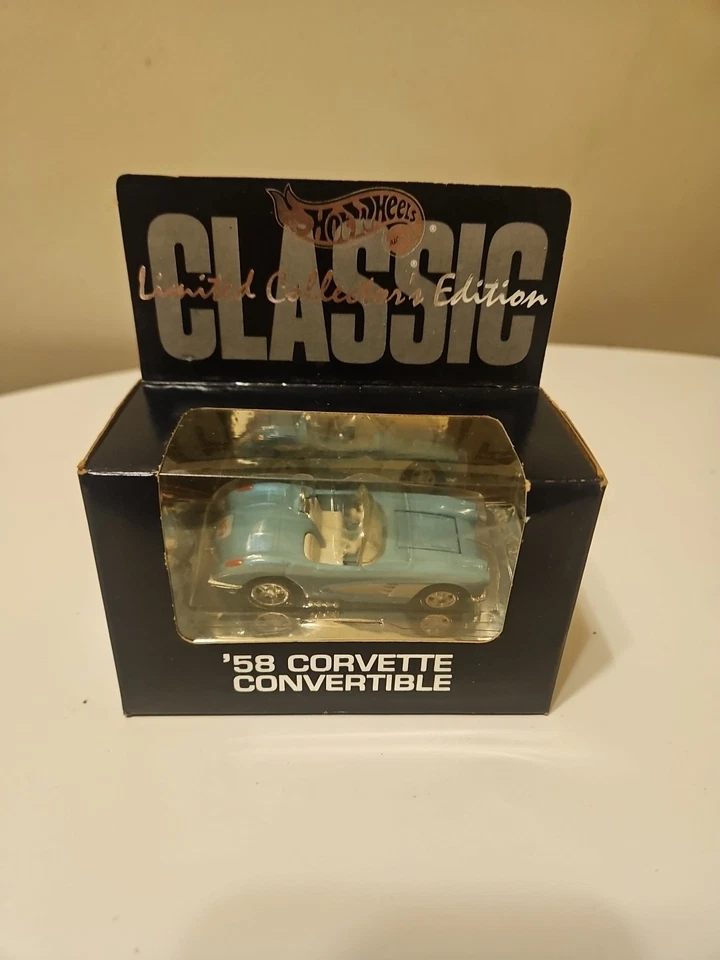 Hot Wheels
®
CLASSIC
®
Limited Collector's Edition
'58 CORVETTE
CONVERTIBLE